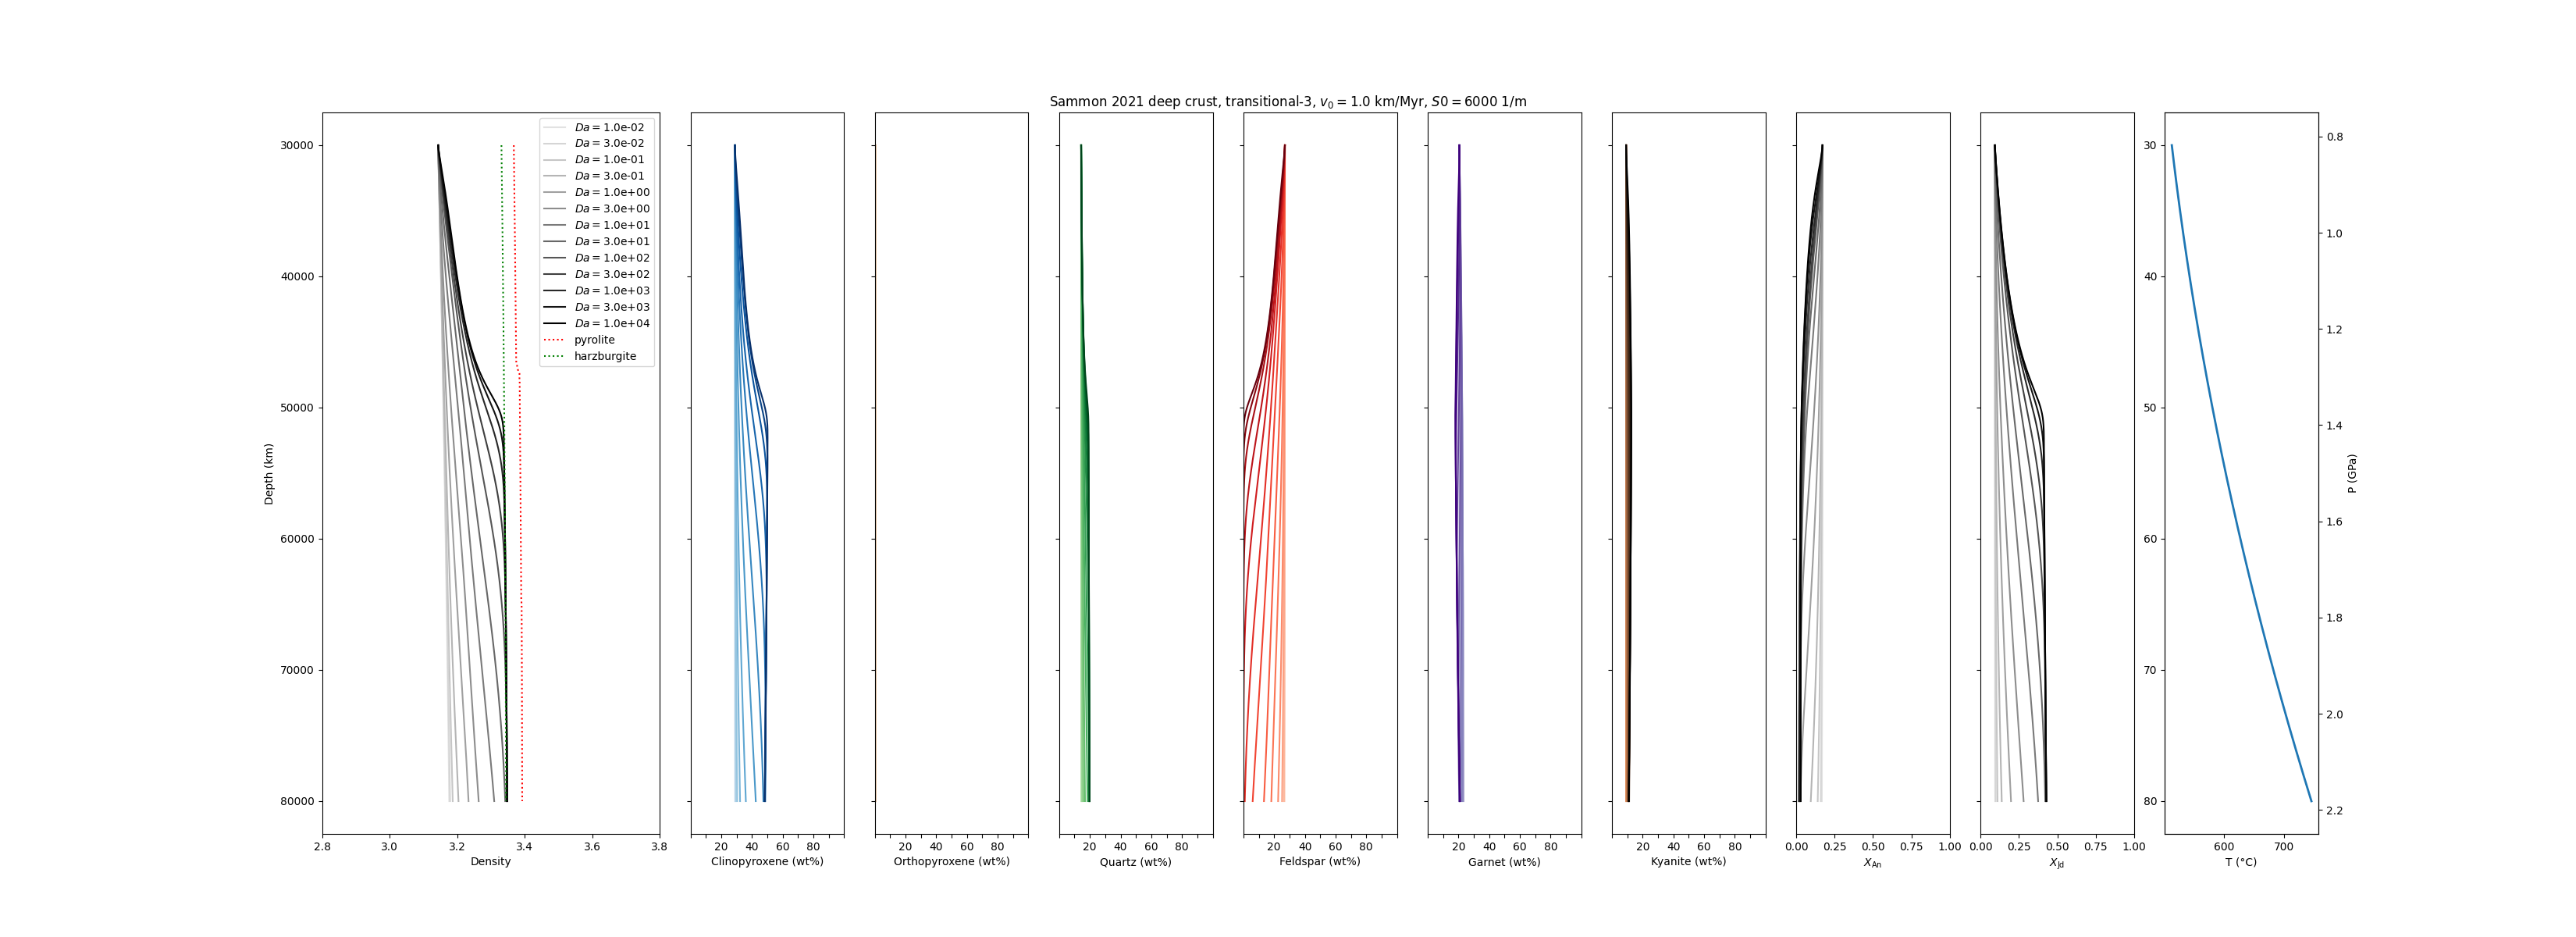 Sammon 2021 deep crust, transitional-3, v₀ = 1.0 km/Myr, S0 = 6000 1/m
Da = 1.0e-02
Da = 3.0e-02
Da = 1.0e-01
Da = 3.0e-01
Da = 1.0e+00
Da = 3.0e+00
Da = 1.0e+01
Da = 3.0e+01
Da = 1.0e+02
Da = 3.0e+02
Da = 1.0e+03
Da = 3.0e+03
Da = 1.0e+04
pyrolite
harzburgite
Depth (km)
30000
40000
50000
60000
70000
80000
2.8 3.0 3.2 3.4 3.6 3.8
Density
20 40 60 80
Clinopyroxene (wt%)
20 40 60 80
Orthopyroxene (wt%)
20 40 60 80
Quartz (wt%)
20 40 60 80
Feldspar (wt%)
20 40 60 80
Garnet (wt%)
20 40 60 80
Kyanite (wt%)
0.00 0.25 0.50 0.75 1.00
X_An
0.00 0.25 0.50 0.75 1.00
X_Jd
30
40
50
60
70
80
600 700
T (°C)
0.8
1.0
1.2
1.4
1.6
1.8
2.0
2.2
P (GPa)